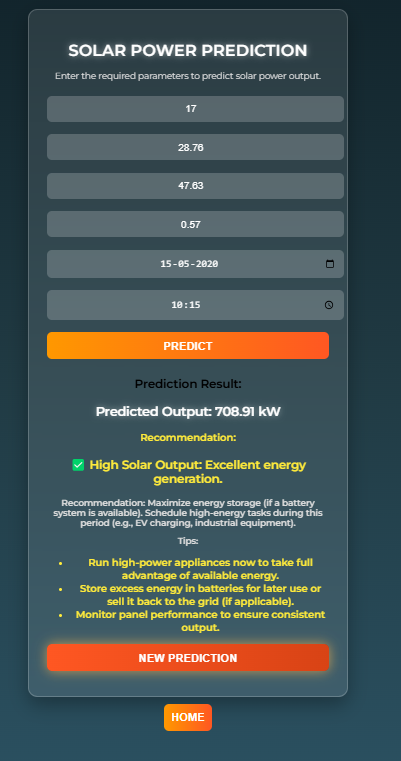 SOLAR POWER PREDICTION
Enter the required parameters to predict solar power output.
17
28.76
47.63
0.57
15-05-2020
10:15
PREDICT
Prediction Result:
Predicted Output: 708.91 kW
Recommendation:
✅ High Solar Output: Excellent energy
generation.
Recommendation: Maximize energy storage (if a battery
system is available). Schedule high-energy tasks during this
period (e.g., EV charging, industrial equipment).
Tips:
• Run high-power appliances now to take full
advantage of available energy.
• Store excess energy in batteries for later use or
sell it back to the grid (if applicable).
• Monitor panel performance to ensure consistent
output.
NEW PREDICTION
HOME